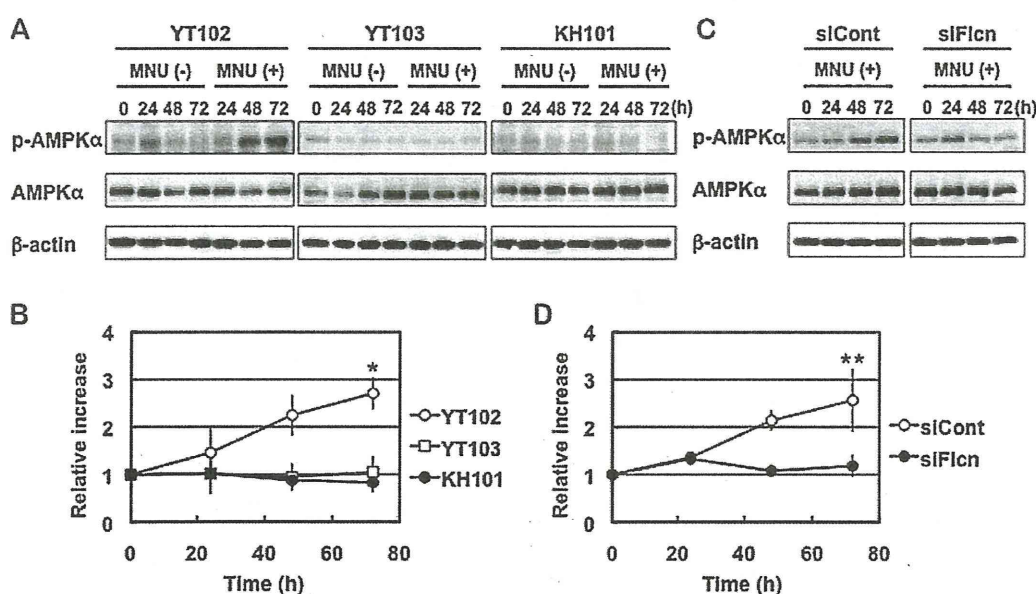 A
YT102 YT103 KH101
MNU (-) MNU (+) MNU (-) MNU (+) MNU (-) MNU (+)
0 24 48 72 24 48 72 0 24 48 72 24 48 72 0 24 48 72 24 48 72 (h)
p-AMPKα
AMPKα
β-actin
C
siCont siFlcn
MNU (+) MNU (+)
0 24 48 72 0 24 48 72 (h)
p-AMPKα
AMPKα
β-actin
B
4
3
2
1
0
Relative increase
*
YT102
YT103
KH101
0 20 40 60 80
Time (h)
D
4
3
2
1
0
Relative increase
**
siCont
siFlcn
0 20 40 60 80
Time (h)